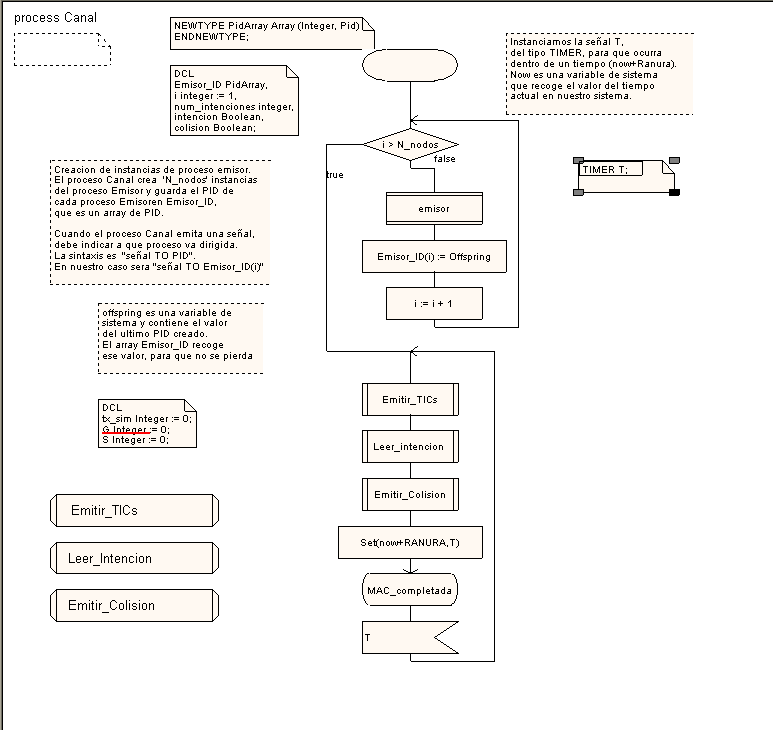 process Canal
NEWTYPE PidArray Array (Integer, Pid)
ENDNEWTYPE;
DCL
Emisor_ID PidArray,
i integer := 1,
num_intenciones integer,
intencion Boolean,
colision Boolean;
Instanciamos la señal T,
del tipo TIMER, para que ocurra
dentro de un tiempo (now+Ranura).
Now es una variable de sistema
que recoge el valor del tiempo
actual en nuestro sistema.
TIMER T;
Creacion de instancias de proceso emisor.
El proceso Canal crea 'N_nodos' instancias
del proceso Emisor y guarda el PID de
cada proceso Emisoren Emisor_ID,
que es un array de PID.
Cuando el proceso Canal emita una señal,
debe indicar a que proceso va dirigida.
La sintaxis es "señal TO PID".
En nuestro caso sera "señal TO Emisor_ID(i)"
offspring es una variable de
sistema y contiene el valor
del ultimo PID creado.
El array Emisor_ID recoge
ese valor, para que no se pierda
DCL
tx_sim Integer := 0;
G Integer := 0;
S Integer := 0;
Emitir_TICs
Leer_Intencion
Emitir_Colision
i > N_nodos
false
true
emisor
Emisor_ID(i) := Offspring
i := i + 1
Emitir_TICs
Leer_intencion
Emitir_Colision
Set(now+RANURA,T)
MAC_completada
T